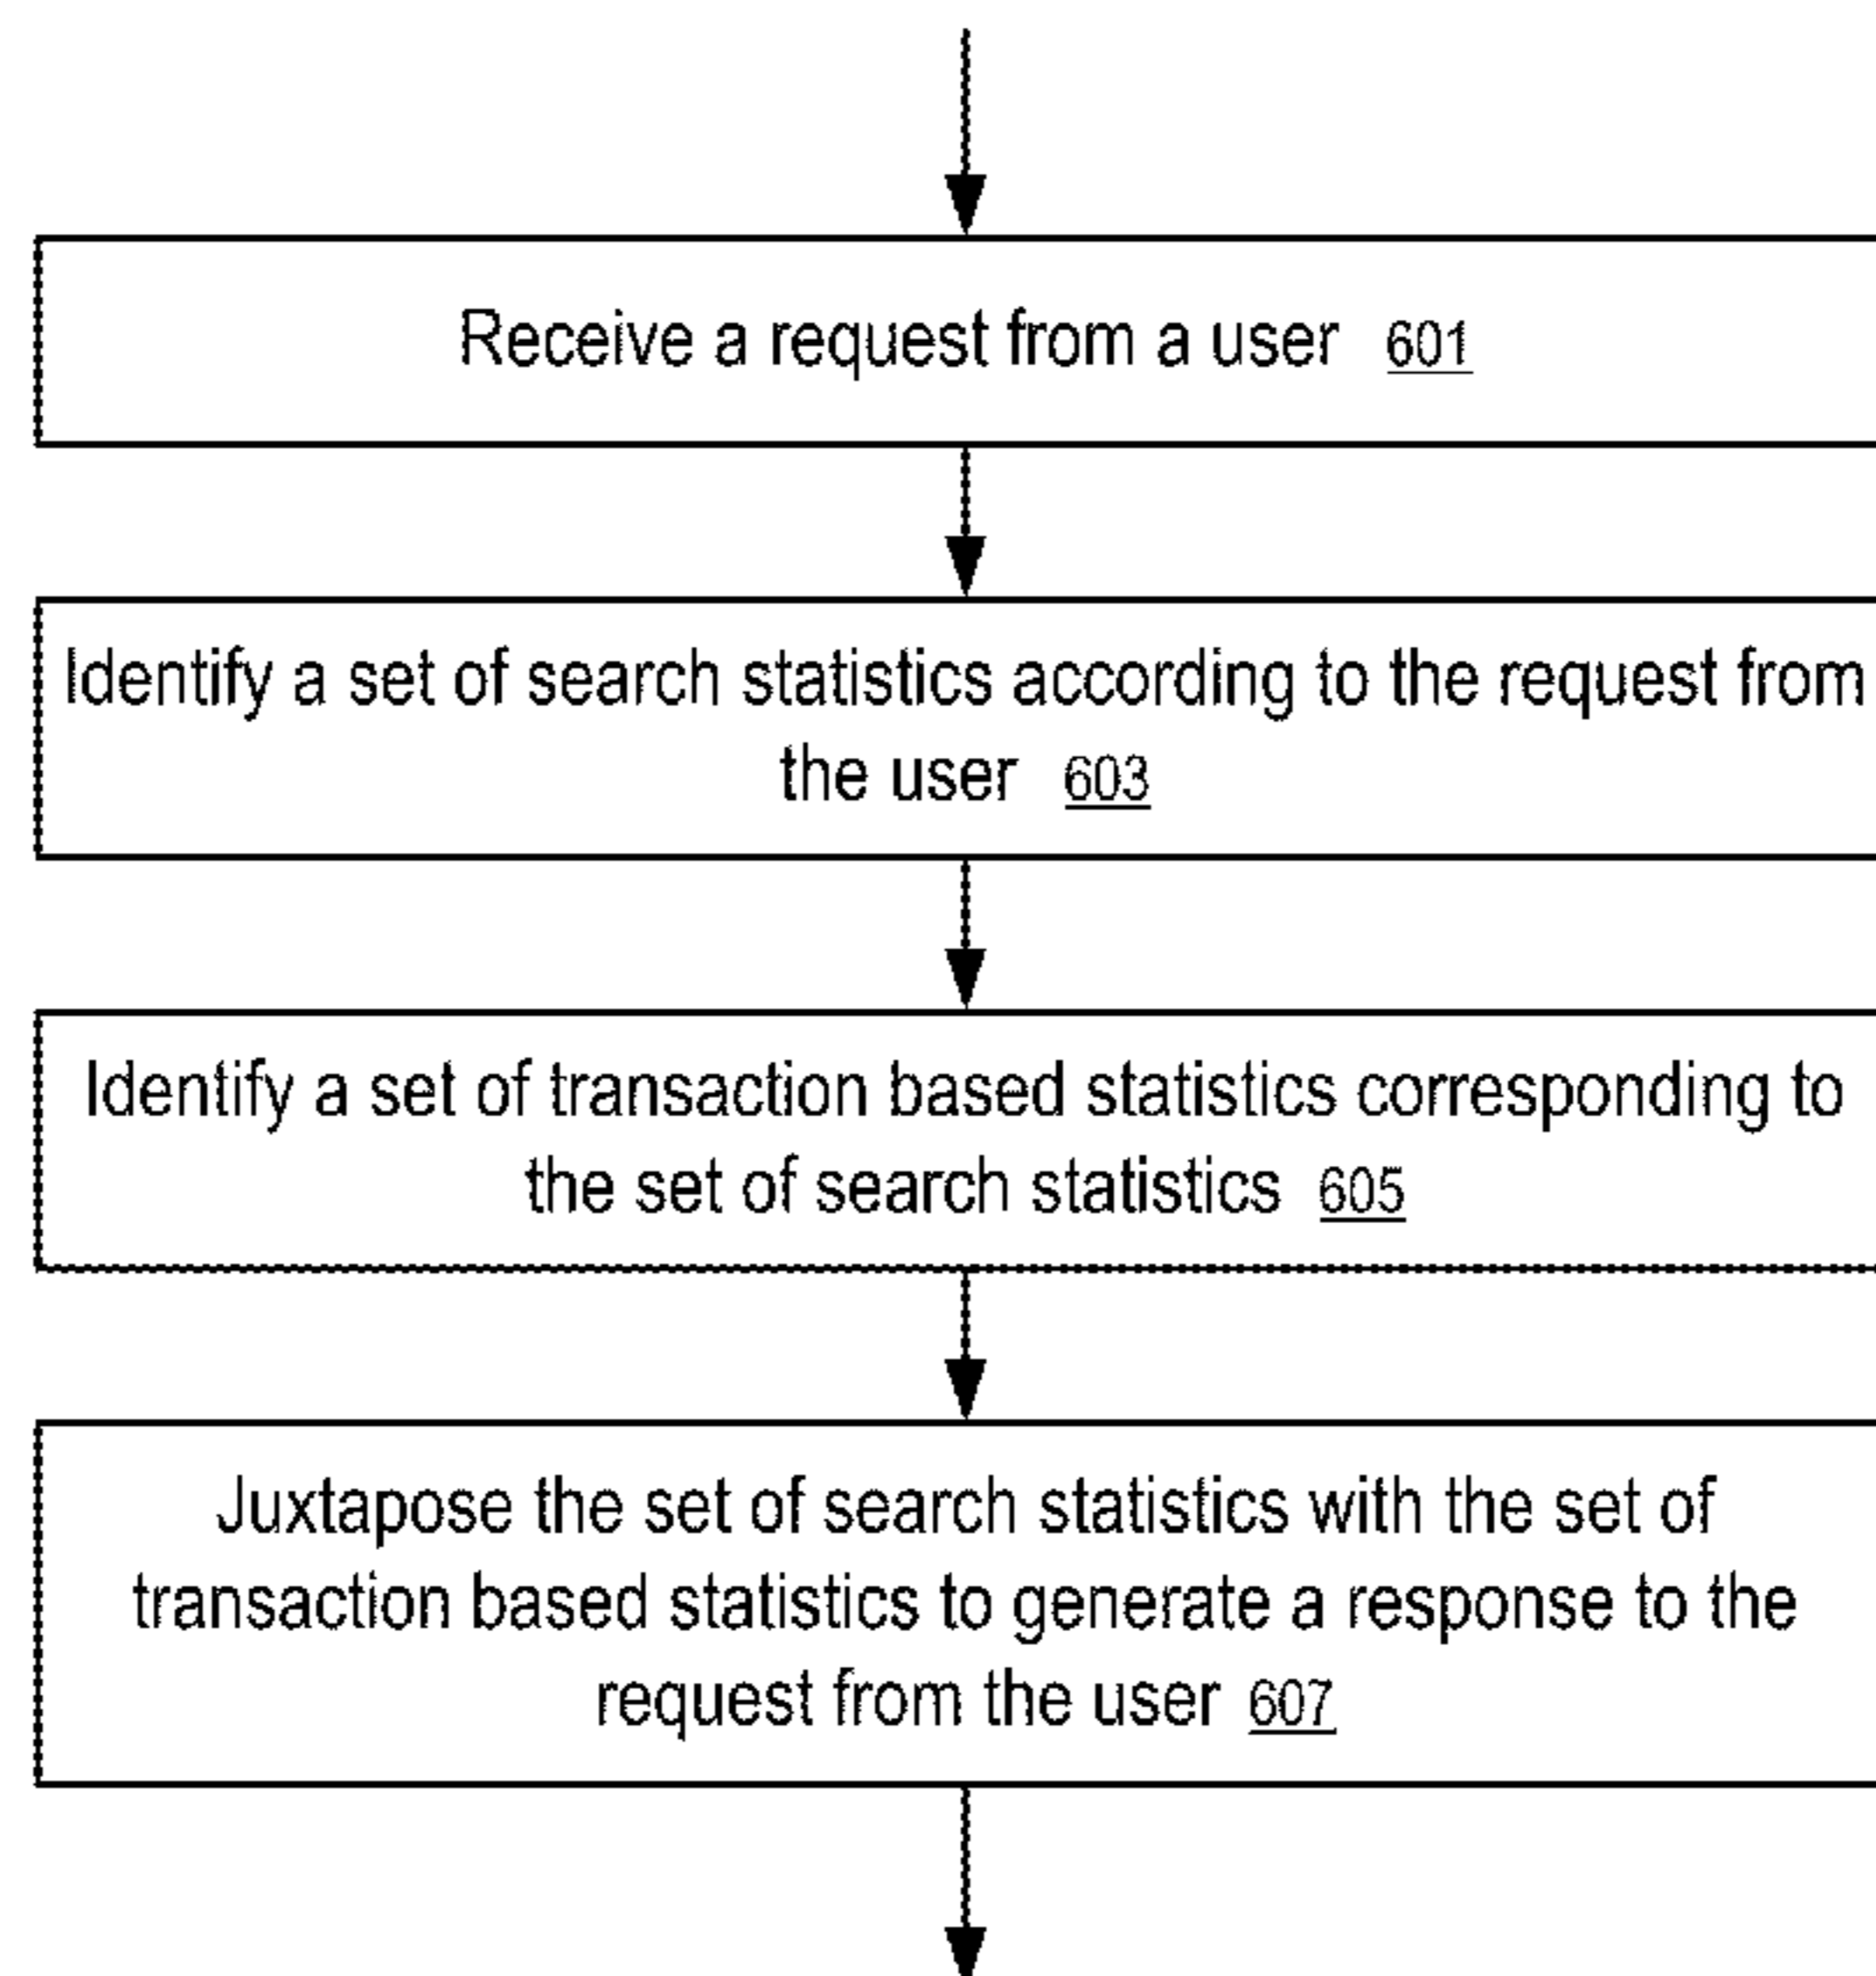 Receive a request from a user 601
Identify a set of search statistics according to the request from
the user 603
Identify a set of transaction based statistics corresponding to
the set of search statistics 605
Juxtapose the set of search statistics with the set of
transaction based statistics to generate a response to the
request from the user 607